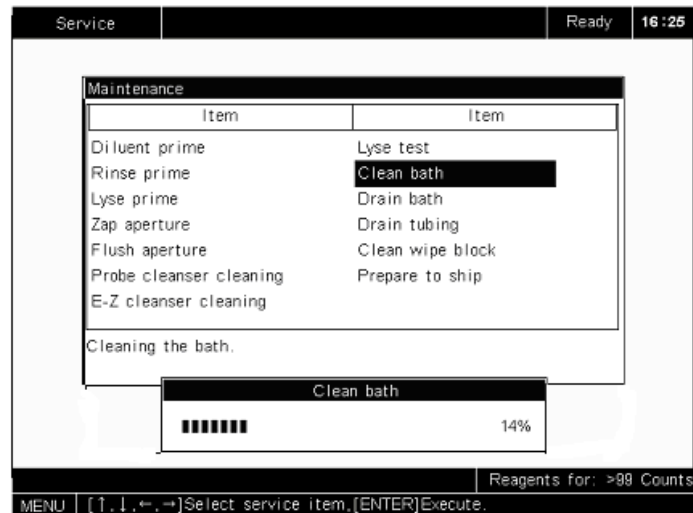 Service Ready 16:25
Maintenance
Item Item
Diluent prime Lyse test
Rinse prime Clean bath
Lyse prime Drain bath
Zap aperture Drain tubing
Flush aperture Clean wipe block
Probe cleanser cleaning Prepare to ship
E-Z cleanser cleaning
Cleaning the bath.
Clean bath
14%
Reagents for: >99 Counts
MENU [↑,↓,←,→]Select service item,[ENTER]Execute.